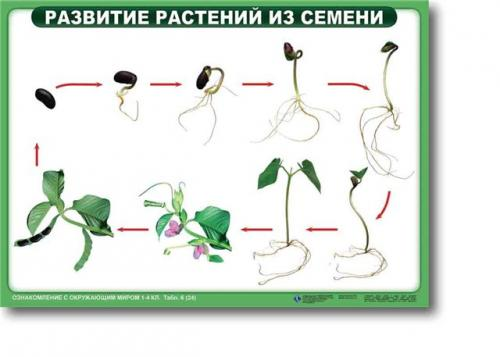 РАЗВИТИЕ РАСТЕНИЙ ИЗ СЕМЕНИ
ОЗНАКОМЛЕНИЕ С ОКРУЖАЮЩИМ МИРОМ 1-4 КЛ. Табл. 6 (24)